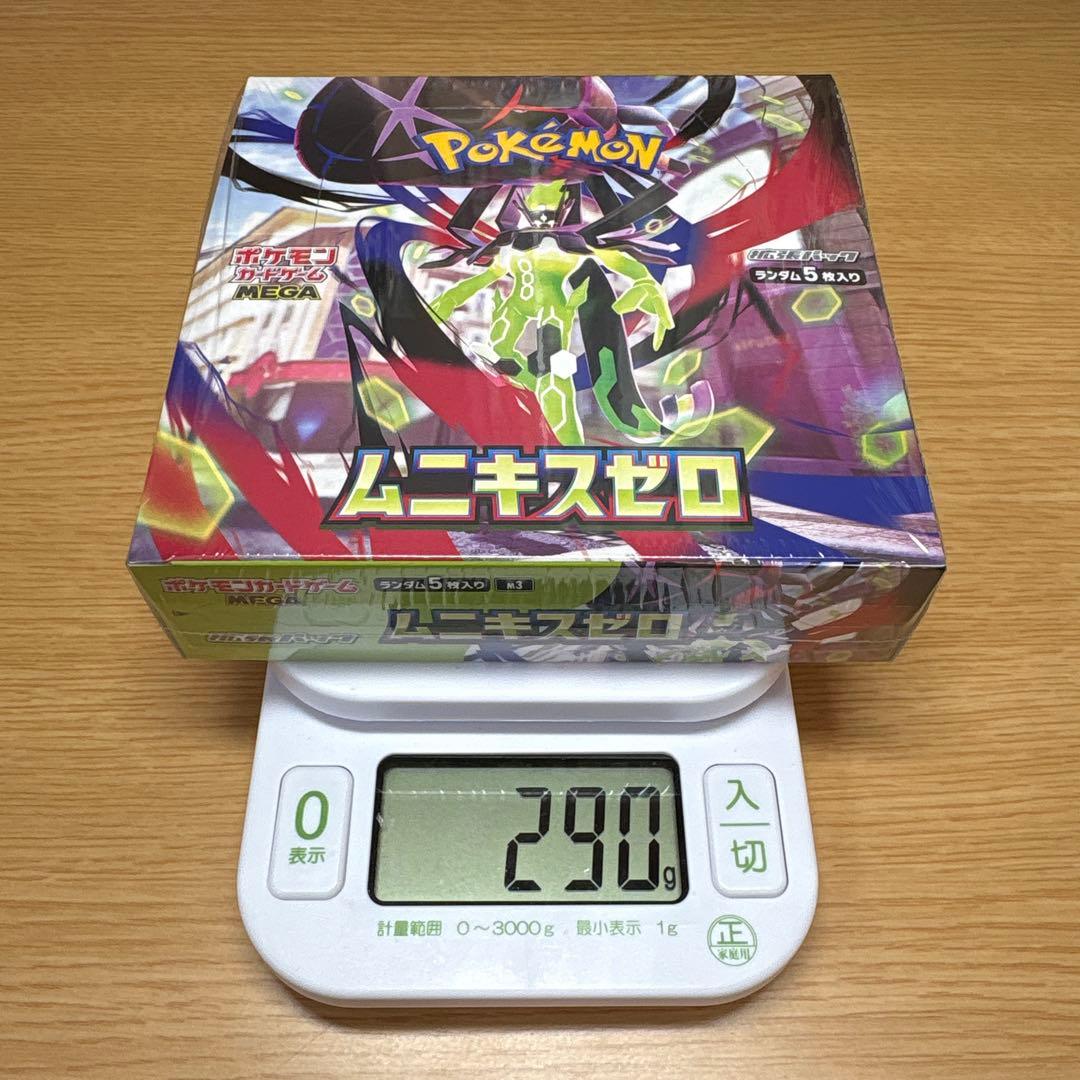 POKéMON
ポケモン
カードゲーム
MEGA
拡張パック
ランダム5枚入り
ムニキスゼロ
ポケモンカードゲーム
MEGA
ランダム5枚入り
M3
拡張パック
ムニキスゼロ
290g
0
表示
入
切
計量範囲 0～3000g 最小表示 1g
正
家庭用